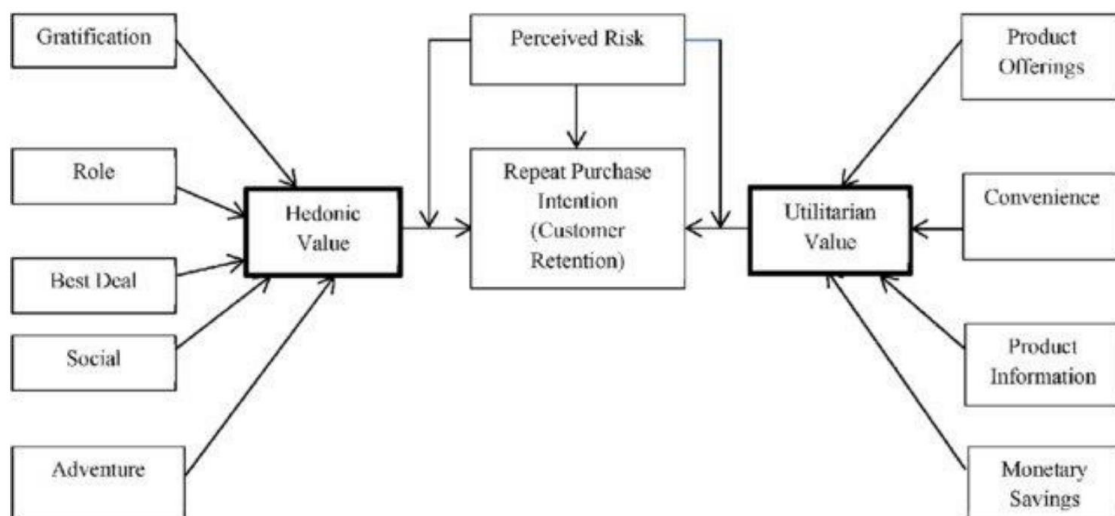 Gratification
Perceived Risk
Product
Offerings
Role
Repeat Purchase
Intention
(Customer
Retention)
Hedonic
Value
Utilitarian
Value
Convenience
Best Deal
Social
Product
Information
Adventure
Monetary
Savings